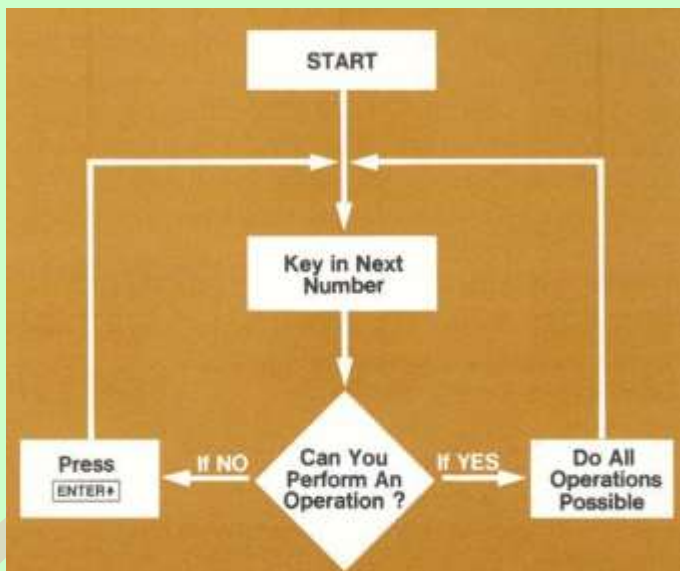 START
Key in Next
Number
Can You
Perform An
Operation ?
If NO
If YES
Press
ENTER↑
Do All
Operations
Possible